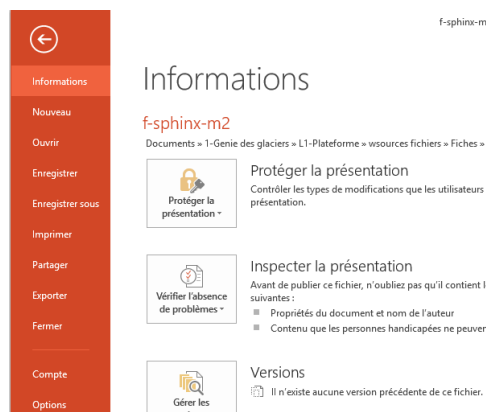 f-sphinx-m
Informations
Informations
Nouveau
f-sphinx-m2
Ouvrir
Documents » 1-Genie des glaciers » L1-Plateforme » wsources fichiers » Fiches »
Enregistrer
Protéger la présentation
Contrôler les types de modifications que les utilisateurs
présentation.
Protéger la
présentation
Enregistrer sous
Imprimer
Partager
Inspecter la présentation
Avant de publier ce fichier, n'oubliez pas qu'il contient l
suivantes :
Propriétés du document et nom de l'auteur
Contenu que les personnes handicapées ne peuver
Vérifier l'absence
de problèmes
Exporter
Fermer
Compte
Versions
Il n'existe aucune version précédente de ce fichier.
Gérer les
Options